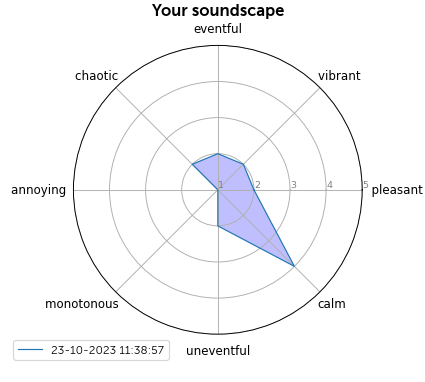 Your soundscape
eventful
chaotic
vibrant
annoying
1 2 3 4 5
pleasant
monotonous
calm
uneventful
23-10-2023 11:38:57